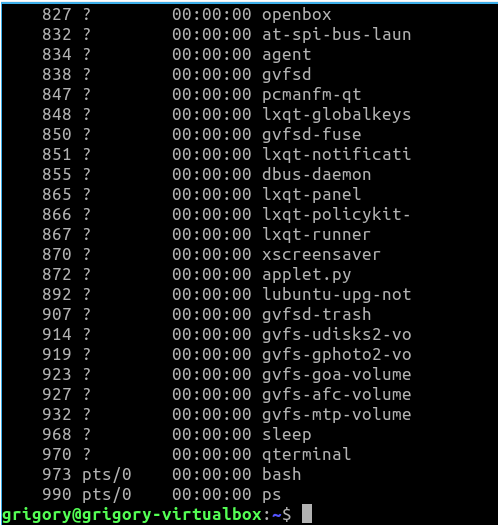 827 ? 00:00:00 openbox
832 ? 00:00:00 at-spi-bus-laun
834 ? 00:00:00 agent
838 ? 00:00:00 gvfsd
847 ? 00:00:00 pcmanfm-qt
848 ? 00:00:00 lxqt-globalkeys
850 ? 00:00:00 gvfsd-fuse
851 ? 00:00:00 lxqt-notificati
855 ? 00:00:00 dbus-daemon
865 ? 00:00:00 lxqt-panel
866 ? 00:00:00 lxqt-policykit-
867 ? 00:00:00 lxqt-runner
870 ? 00:00:00 xscreensaver
872 ? 00:00:00 applet.py
892 ? 00:00:00 lubuntu-upg-not
907 ? 00:00:00 gvfsd-trash
914 ? 00:00:00 gvfs-udisks2-vo
919 ? 00:00:00 gvfs-gphoto2-vo
923 ? 00:00:00 gvfs-goa-volume
927 ? 00:00:00 gvfs-afc-volume
932 ? 00:00:00 gvfs-mtp-volume
968 ? 00:00:00 sleep
970 ? 00:00:00 qterminal
973 pts/0 00:00:00 bash
990 pts/0 00:00:00 ps
grigory@grigory-virtualbox:~$